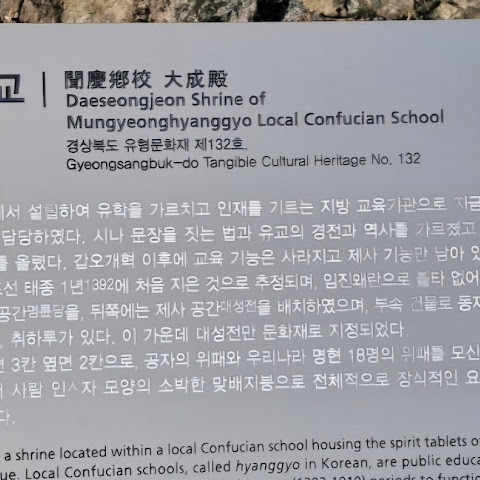 교 | 聞慶鄕校 大成殿
Daeseongjeon Shrine of
Mungyeonghyanggyo Local Confucian School
경상북도 유형문화재 제132호
Gyeongsangbuk-do Tangible Cultural Heritage No. 132
에서 설립하여 유학을 가르치고 인재를 기르는 지방 교육기관으로 지금
담당하였다. 시나 문장을 짓는 법과 유교의 경전과 역사를 가르쳤고
를 올렸다. 갑오개혁 이후에 교육 기능은 사라지고 제사 기능만 남아 있
조선 태종 1년1392에 처음 지은 것으로 추정되며, 임진왜란으로 불타 없어
공간명륜당을, 뒤쪽에는 제사 공간대성전을 배치하였으며, 부속 건물로 동재
, 취하루가 있다. 이 가운데 대성전만 문화재로 지정되었다.
면 3칸 옆면 2칸으로, 공자의 위패와 우리나라 명현 18명의 위패를 모신
사람 인人자 모양의 소박한 맞배지붕으로 전체적으로 장식적인 요
다.
a shrine located within a local Confucian school housing the spirit tablets of
ue. Local Confucian schools, called hyanggyo in Korean, are public educa
(1392-1910) periods to function